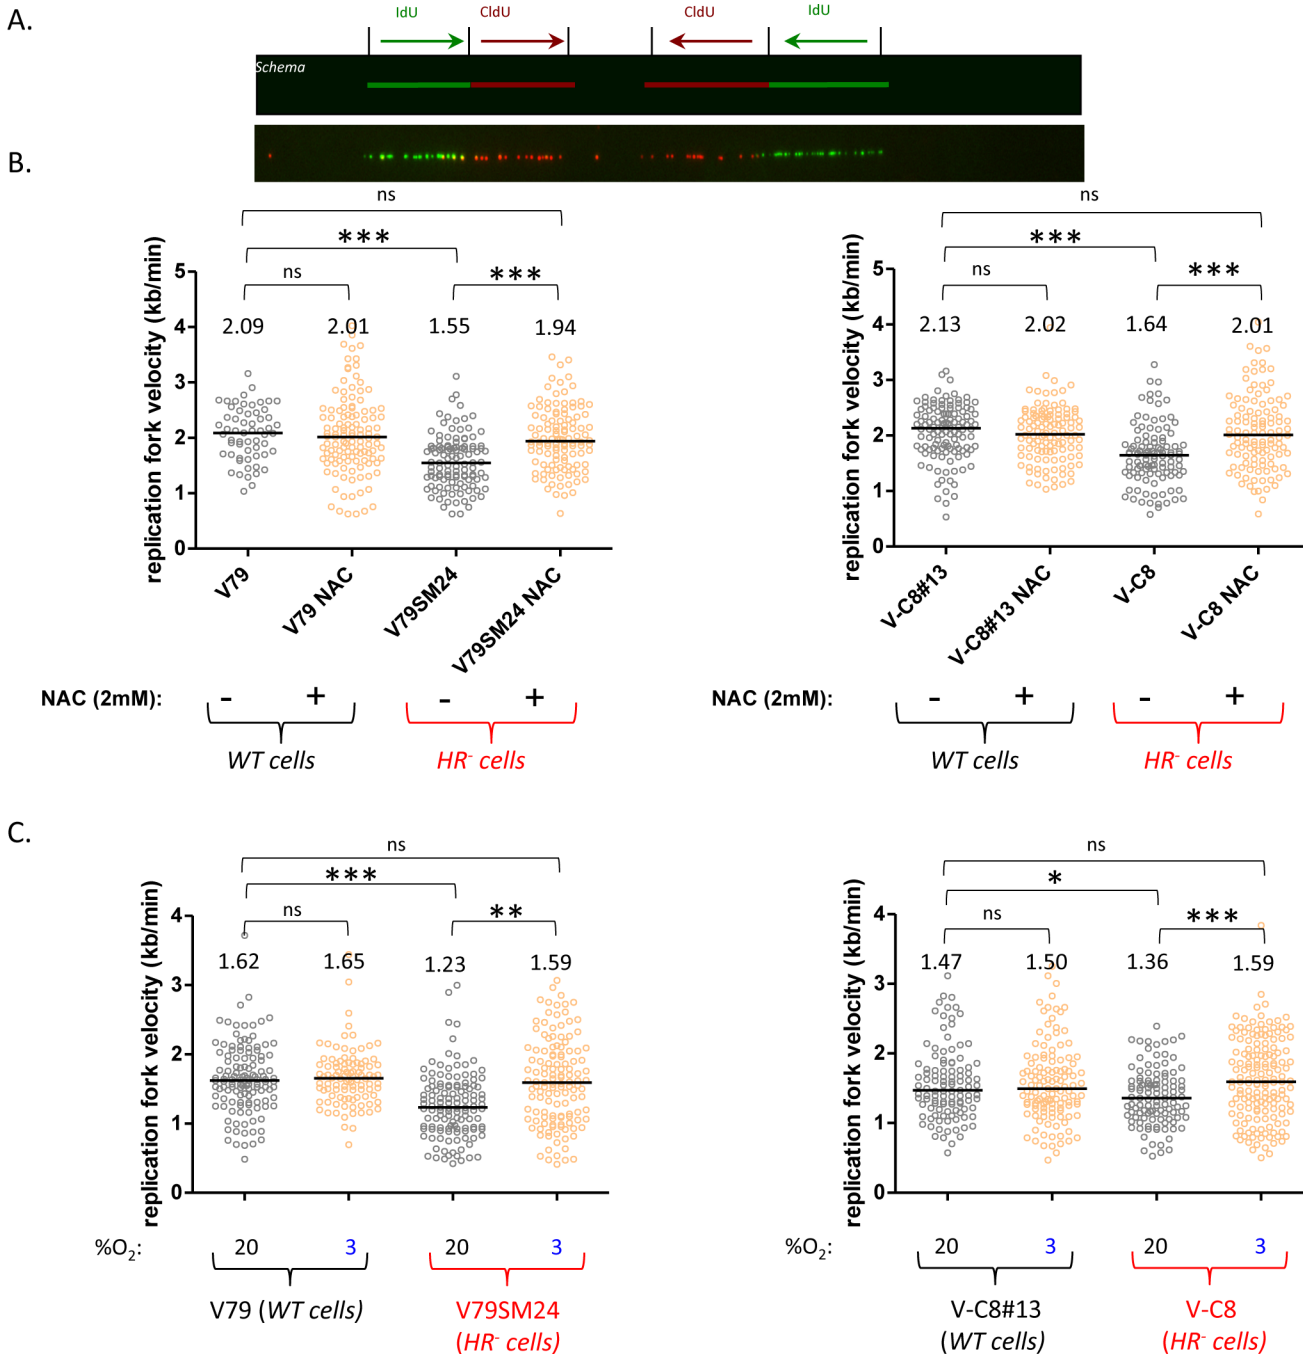 A.
IdU CldU CldU IdU
Schema
B.
ns
***
ns
***
replication fork velocity (kb/min)
5
4
3
2
1
0
2.09 2.01 1.55 1.94
V79 V79 NAC V79SM24 V79SM24 NAC
NAC (2mM): - + - +
WT cells HR- cells
ns
***
ns
***
replication fork velocity (kb/min)
5
4
3
2
1
0
2.13 2.02 1.64 2.01
V-C8#13 V-C8#13 NAC V-C8 V-C8 NAC
NAC (2mM): - + - +
WT cells HR- cells
C.
ns
***
ns
**
replication fork velocity (kb/min)
4
3
2
1
0
1.62 1.65 1.23 1.59
%O2: 20 3 20 3
V79 (WT cells) V79SM24
(HR- cells)
ns
*
ns
***
replication fork velocity (kb/min)
4
3
2
1
0
1.47 1.50 1.36 1.59
%O2: 20 3 20 3
V-C8#13 V-C8
(WT cells) (HR- cells)